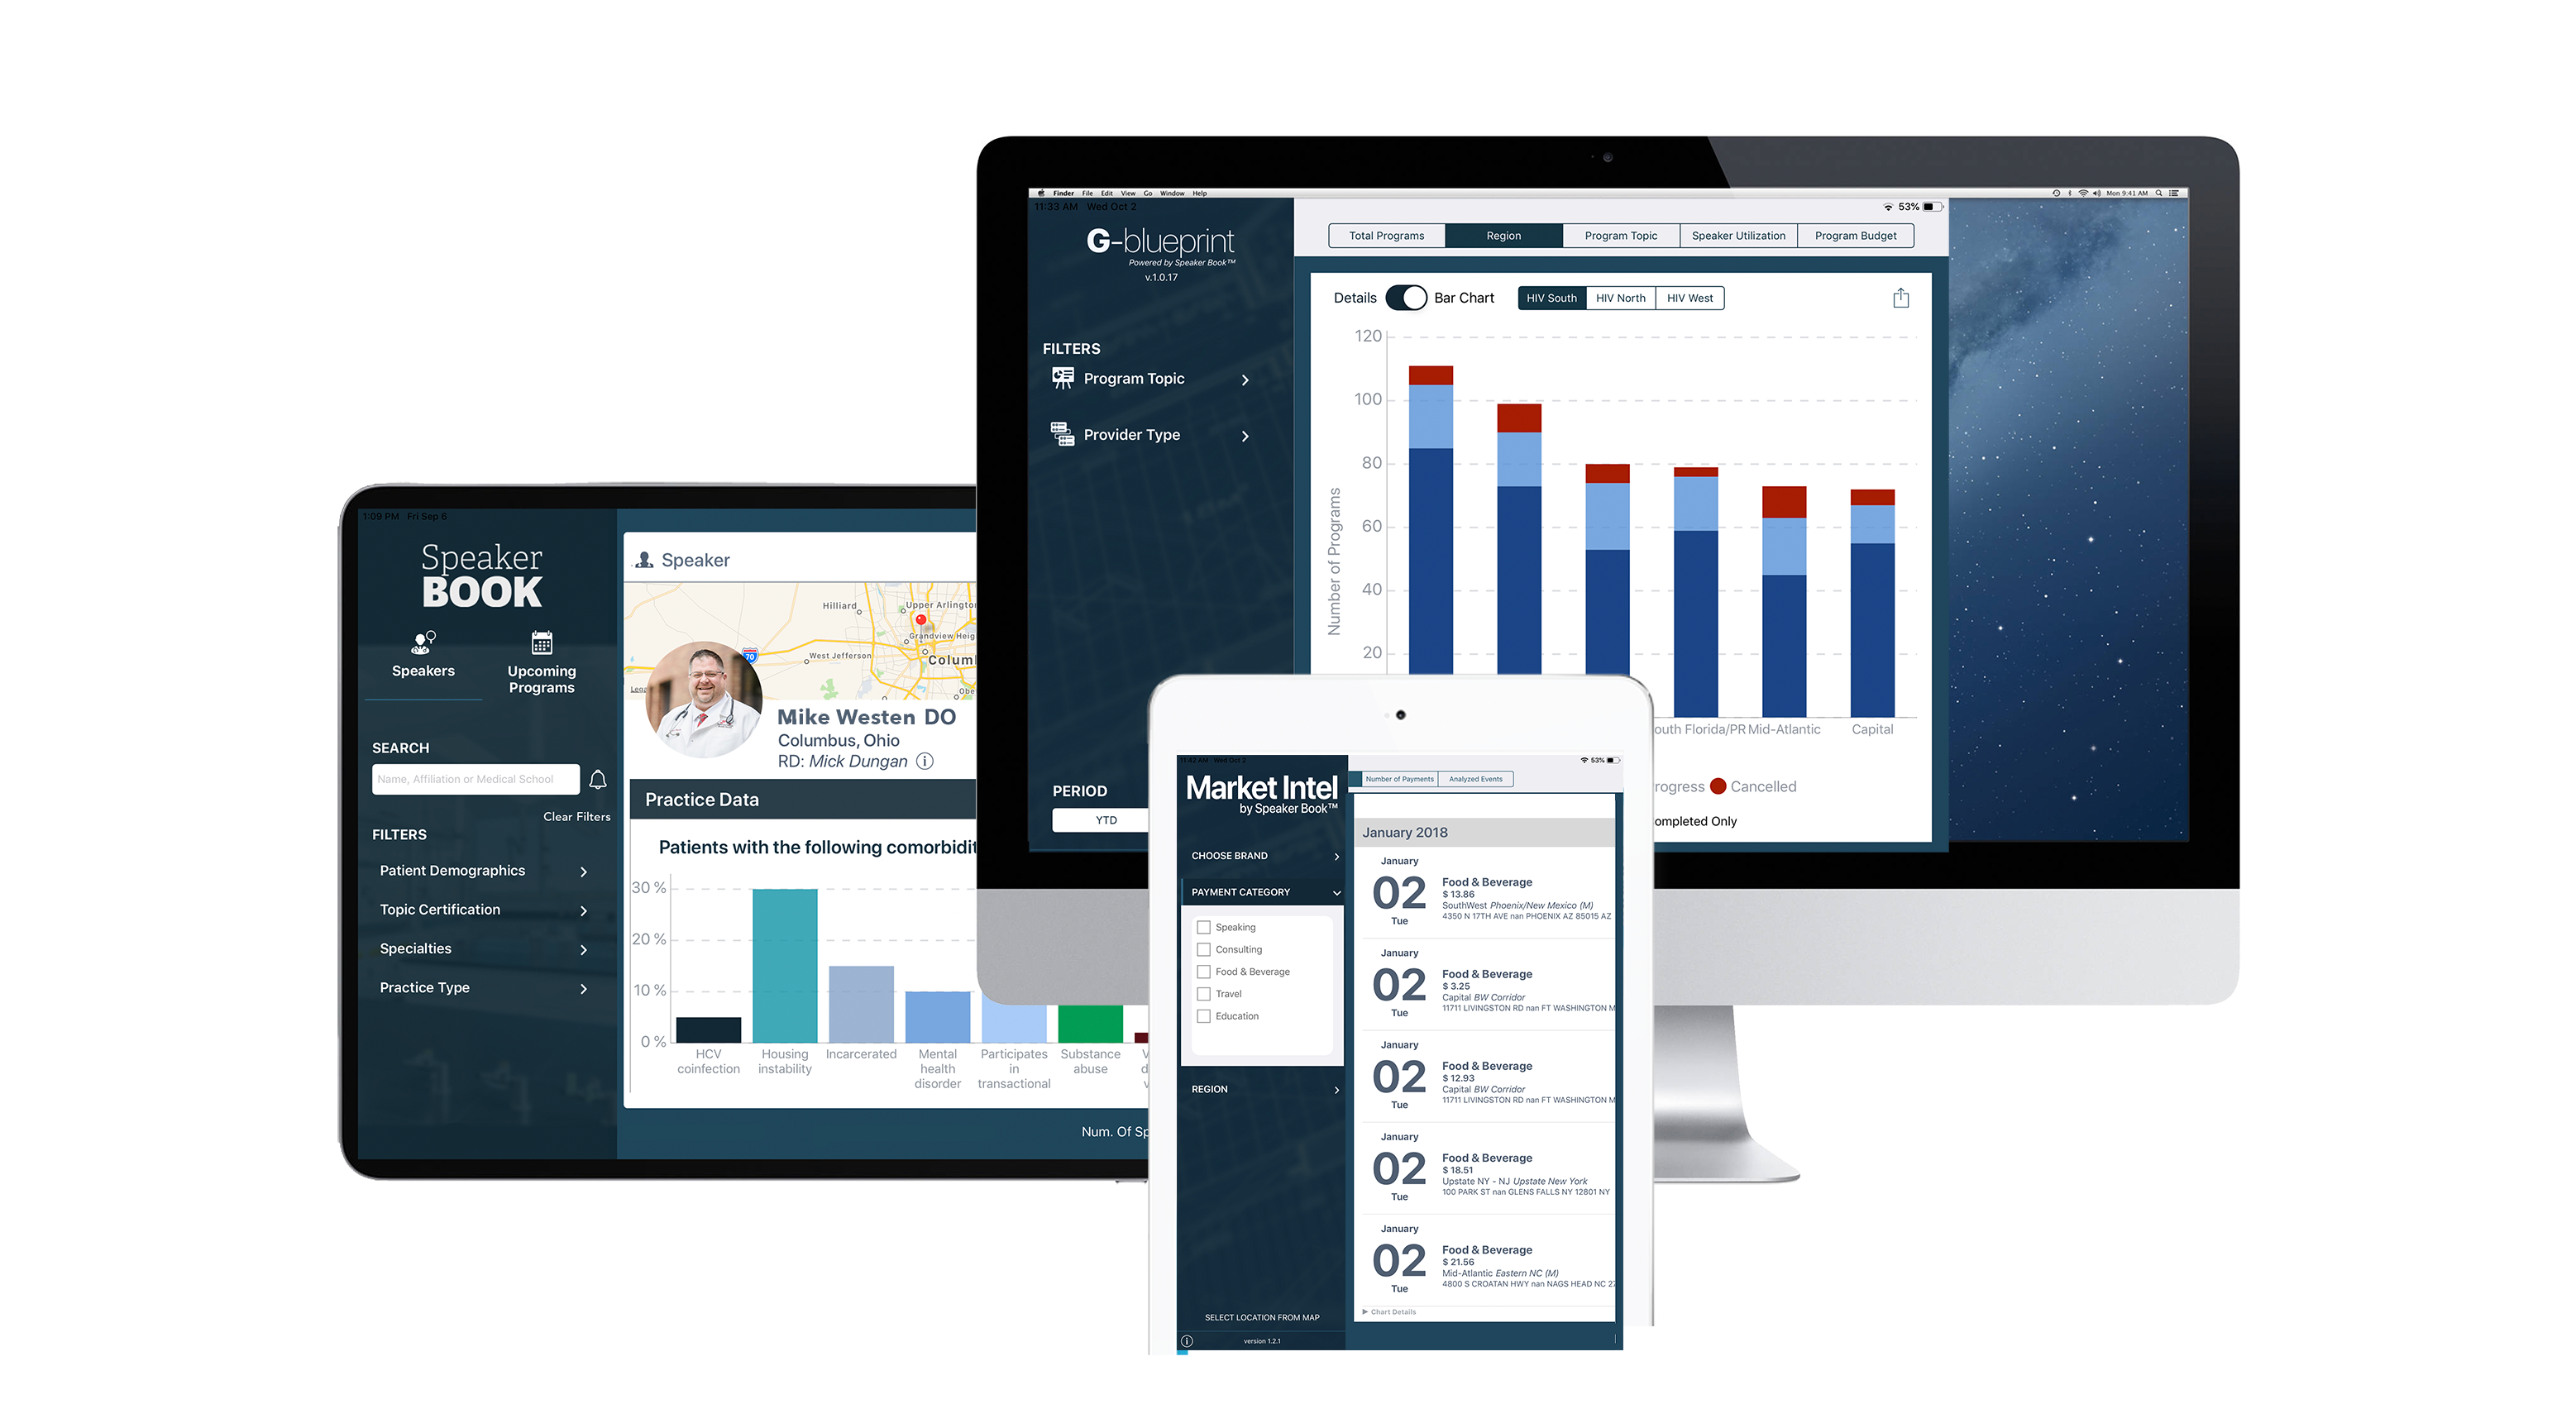 Finder File Edit View Go Window Help
Mon 9:41 AM
11:33 AM Wed Oct 2
53%
G-blueprint
Powered by Speaker Book™
v.1.0.17
FILTERS
Program Topic
Provider Type
PERIOD
YTD
Total Programs
Region
Program Topic
Speaker Utilization
Program Budget
Details
Bar Chart
HIV South
HIV North
HIV West
Number of Programs
120
100
80
60
40
20
outh Florida/PR
Mid-Atlantic
Capital
rogress
Cancelled
ompleted Only
1:09 PM Fri Sep 6
Speaker
BOOK
Speakers
Upcoming
Programs
SEARCH
Name, Affiliation or Medical School
Clear Filters
FILTERS
Patient Demographics
Topic Certification
Specialties
Practice Type
Speaker
Hilliard
Upper Arlingto
Grandview Heig
West Jefferson
70
Colum
Obe
Mike Westen DO
Columbus, Ohio
RD: Mick Dungan
Practice Data
Patients with the following comorbidit
30 %
20 %
10 %
0 %
HCV
coinfection
Housing
instability
Incarcerated
Mental
health
disorder
Participates
in
transactional
Substance
abuse
V
d
v
Num. Of Sp
11:42 AM Wed Oct 2
53%
Market Intel
by Speaker Book™
CHOOSE BRAND
PAYMENT CATEGORY
Speaking
Consulting
Food & Beverage
Travel
Education
REGION
SELECT LOCATION FROM MAP
version 1.2.1
Number of Payments
Analyzed Events
January 2018
January
02
Tue
Food & Beverage
$ 13.86
SouthWest Phoenix/New Mexico (M)
4350 N 17TH AVE nan PHOENIX AZ 85015 AZ
January
02
Tue
Food & Beverage
$ 3.25
Capital BW Corridor
11711 LIVINGSTON RD nan FT WASHINGTON M
January
02
Tue
Food & Beverage
$ 12.93
Capital BW Corridor
11711 LIVINGSTON RD nan FT WASHINGTON M
January
02
Tue
Food & Beverage
$ 18.51
Upstate NY - NJ Upstate New York
100 PARK ST nan GLENS FALLS NY 12801 NY
January
02
Tue
Food & Beverage
$ 21.56
Mid-Atlantic Eastern NC (M)
4800 S CROATAN HWY nan NAGS HEAD NC 27
Chart Details